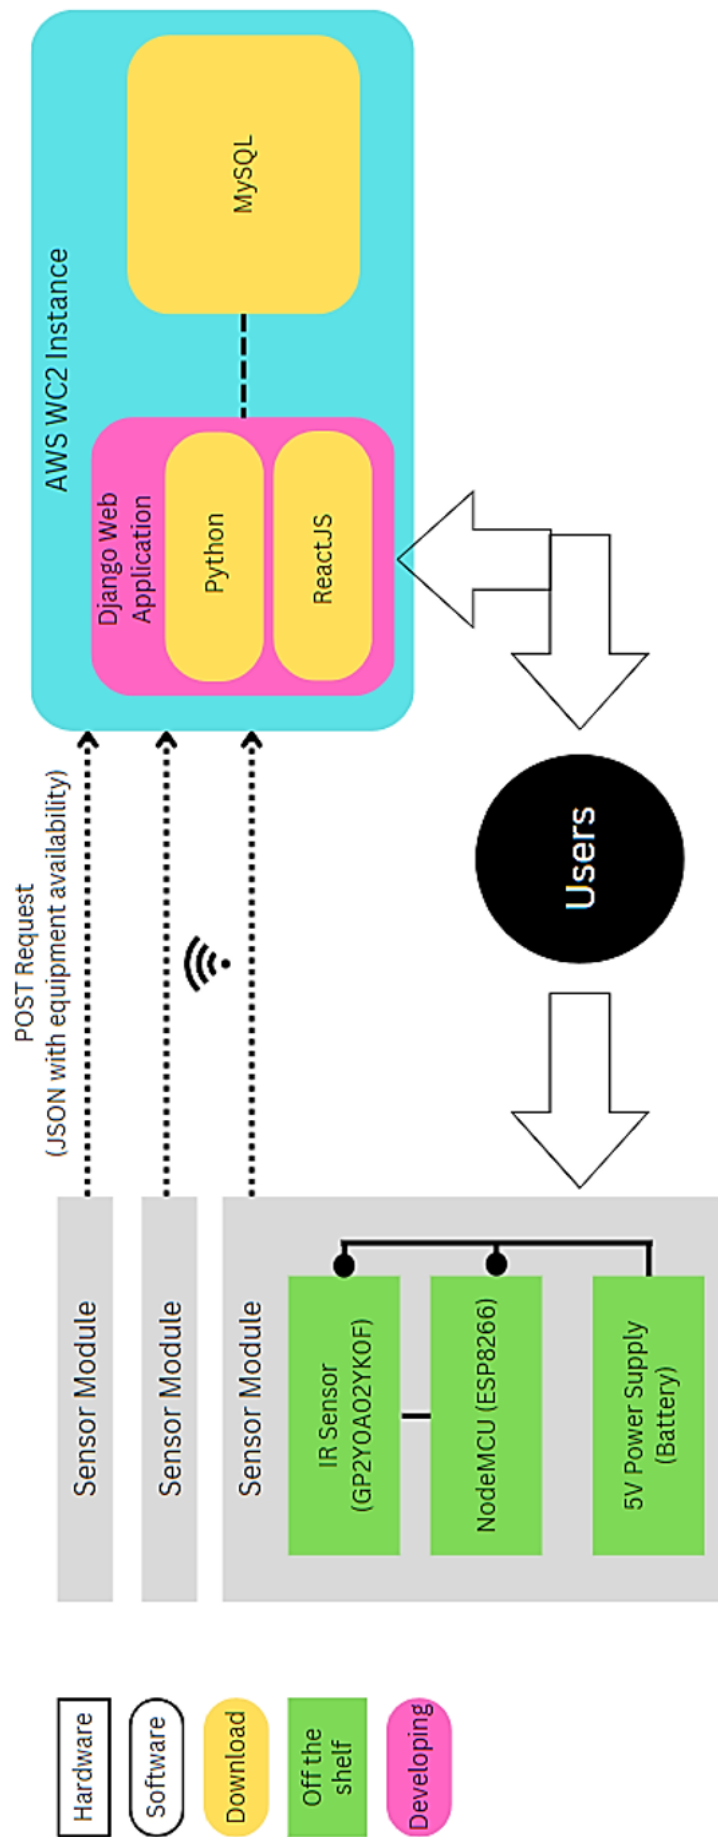 Hardware
Software
Download
Off the
shelf
Developing
POST Request
(JSON with equipment availability)
Sensor Module
Sensor Module
Sensor Module
IR Sensor
(GP2Y0A02YK0F)
NodeMCU (ESP8266)
5V Power Supply
(Battery)
Users
AWS WC2 Instance
Django Web
Application
Python
ReactJS
MySQL